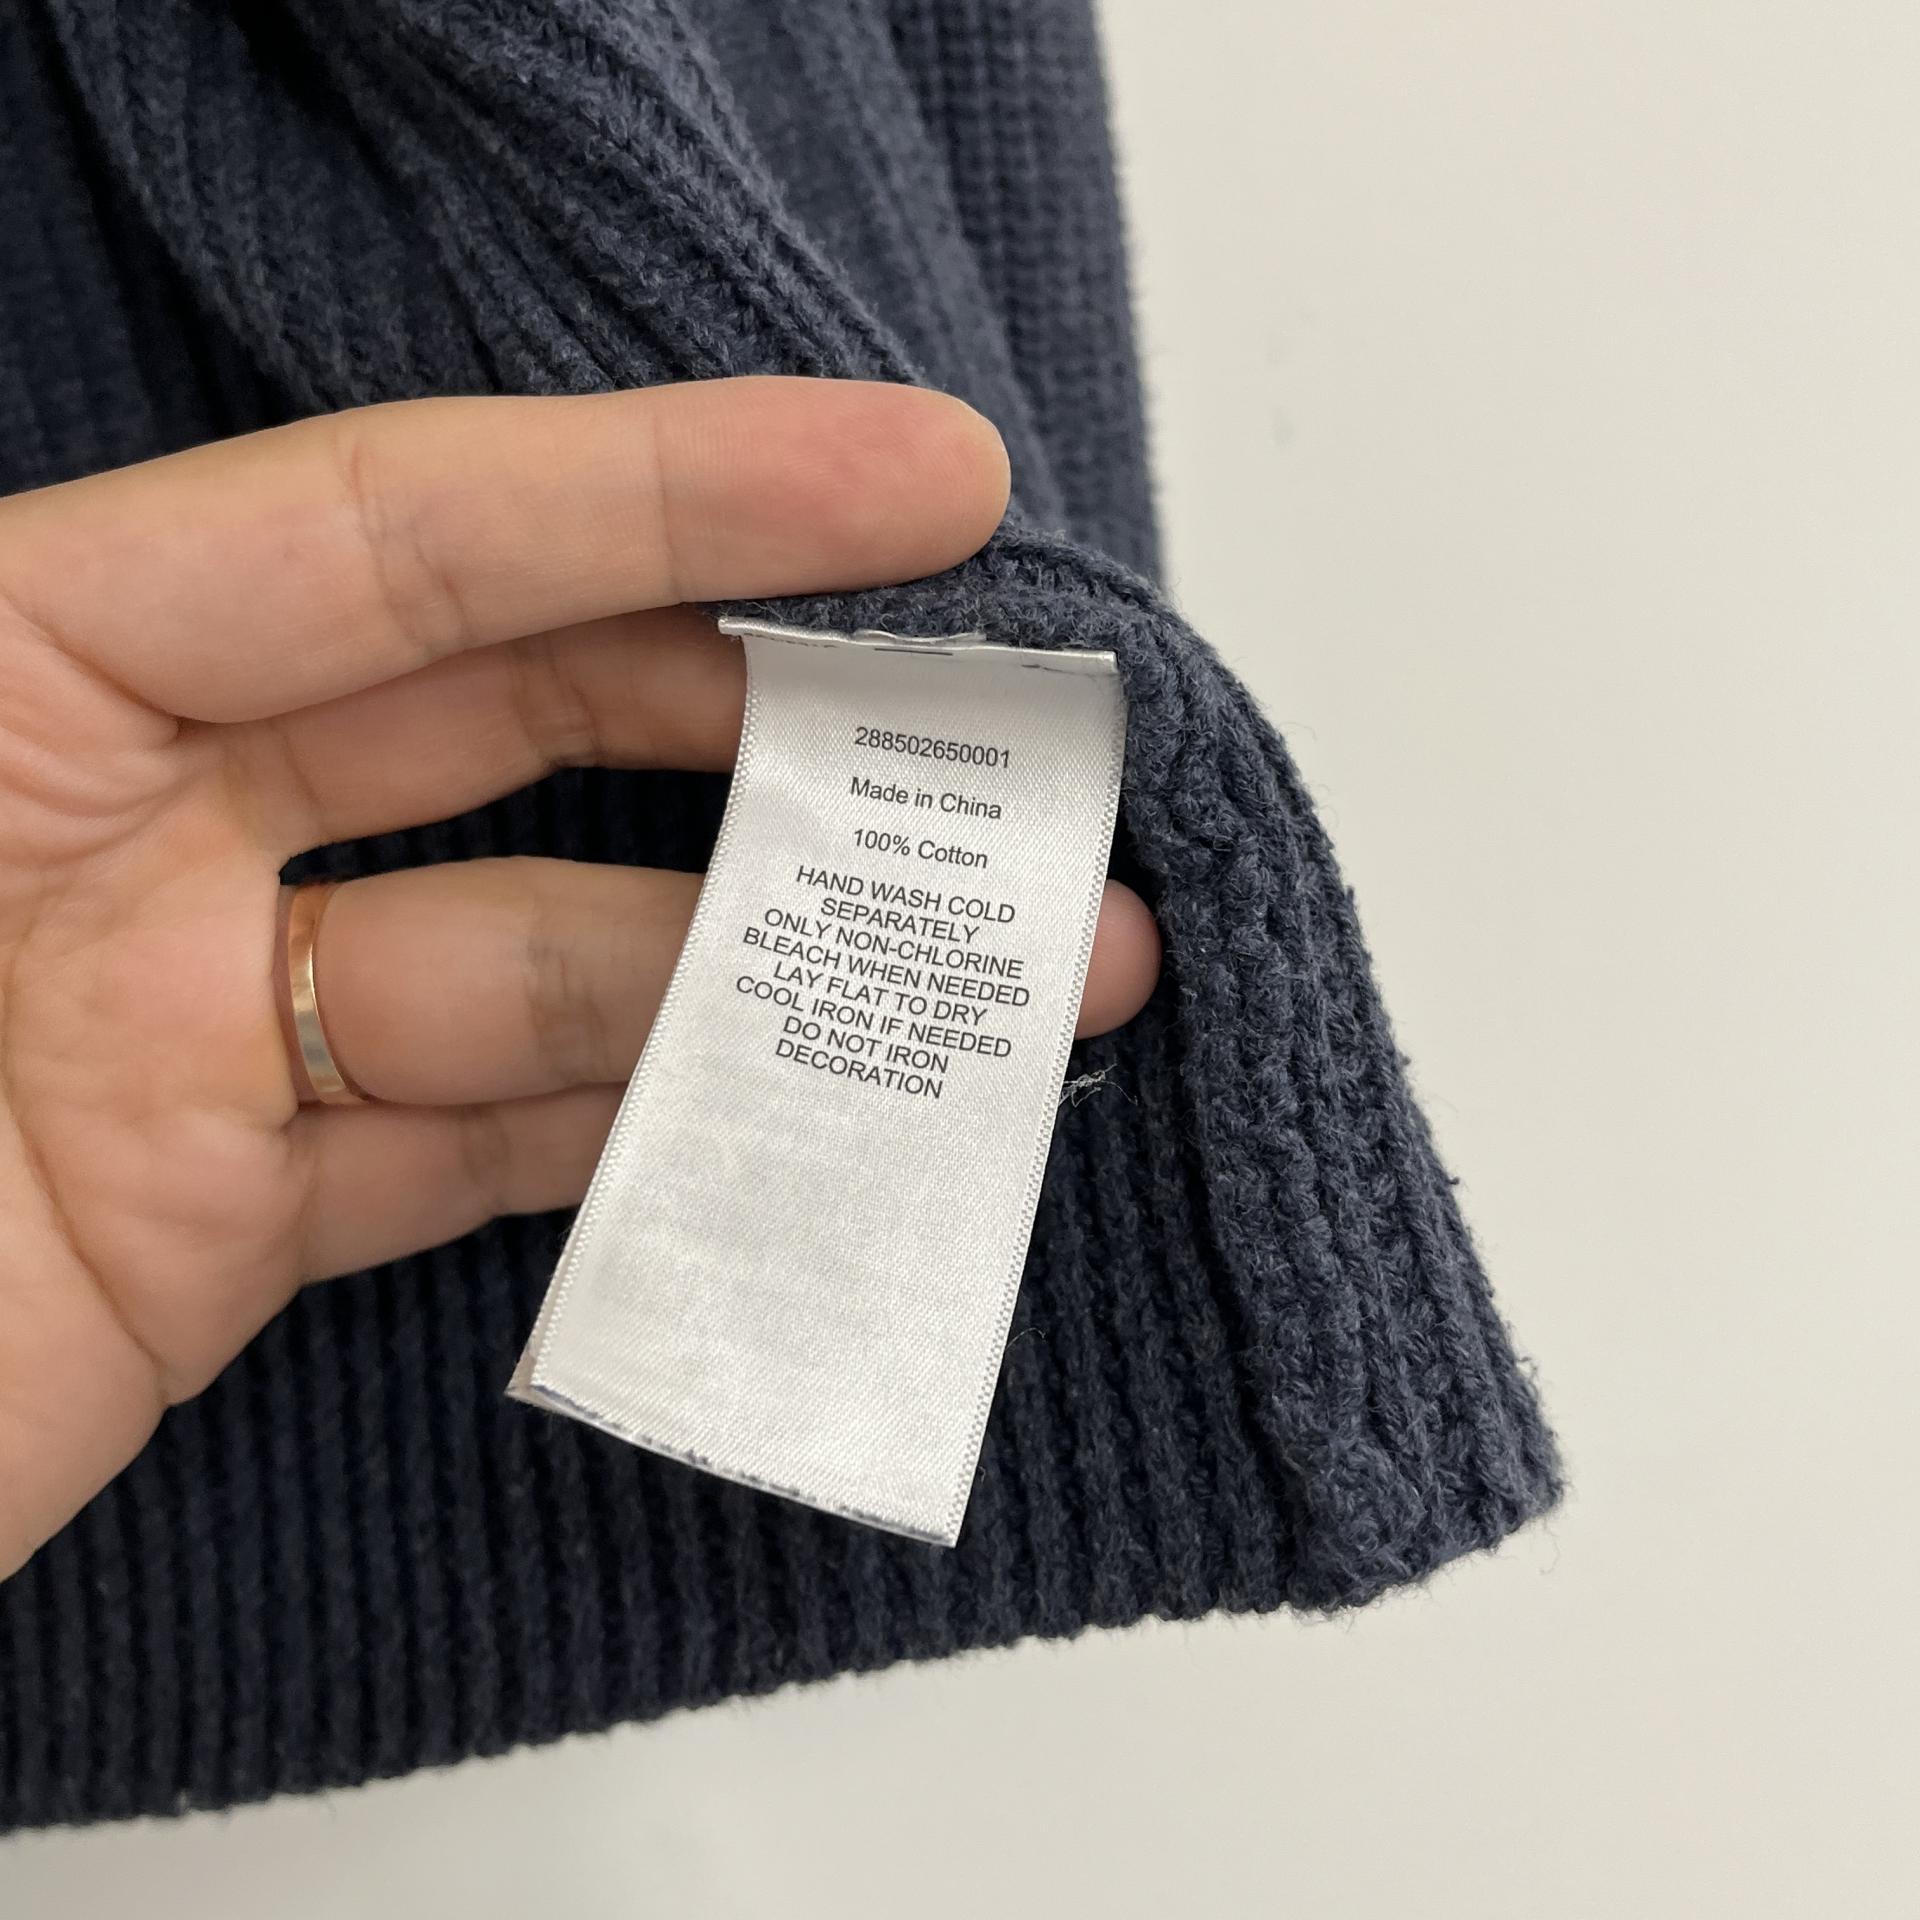 288502650001
Made in China
100% Cotton
HAND WASH COLD
SEPARATELY
ONLY NON-CHLORINE
BLEACH WHEN NEEDED
LAY FLAT TO DRY
COOL IRON IF NEEDED
DO NOT IRON
DECORATION